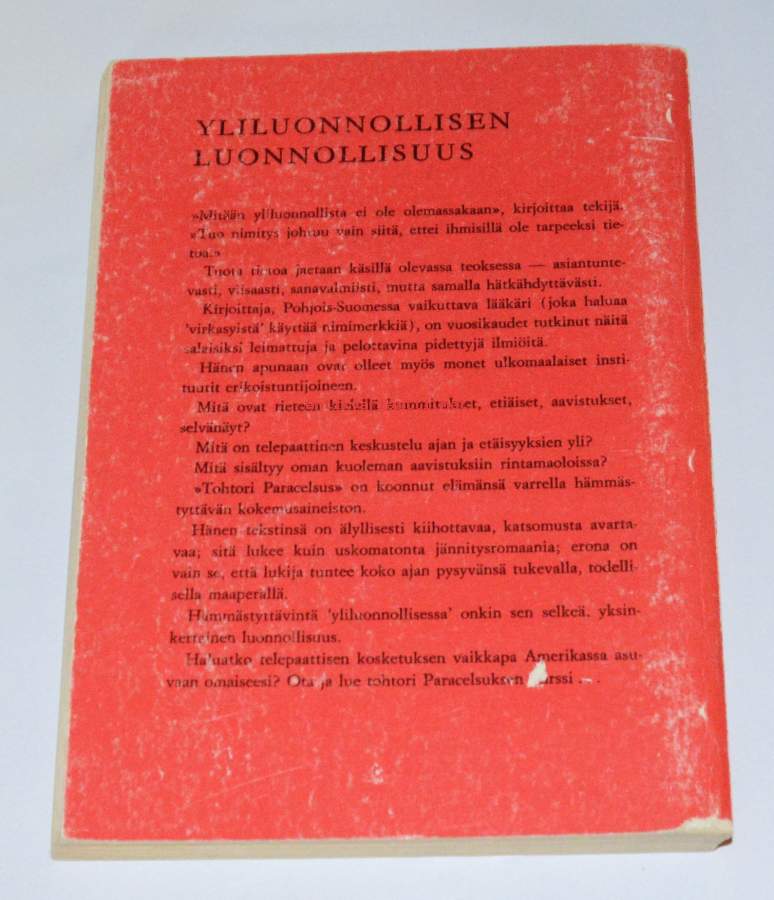 YLILUONNOLLISEN
LUONNOLLISUUS
»Mitään yliluonnollista ei ole olemassakaan», kirjoittaa tekijä.
»Tuo nimitys johtuu vain siitä, ettei ihmisillä ole tarpeeksi tie-
toa.»
Tuota tietoa jaetaan käsillä olevassa teoksessa — asiantunte-
vasti, viisaasti, sanavalmiisti, mutta samalla hätkähdyttävästi.
Kirjoittaja, Pohjois-Suomessa vaikuttava lääkäri (joka haluaa
'virkasyistä' käyttää nimimerkkiä), on vuosikaudet tutkinut näitä
salaisiksi leimattuja ja pelottavina pidettyjä ilmiöitä.
Hänen apunaan ovat olleet myös monet ulkomaalaiset insti-
tuutit erikoistuntijoineen.
Mitä ovat tieteen kielellä kummitukset, etiäiset, aavistukset,
selvänäyt?
Mitä on telepaattinen keskustelu ajan ja etäisyyksien yli?
Mitä sisältyy oman kuoleman aavistuksiin rintamaoloissa?
»Tohtori Paracelsus» on koonnut elämänsä varrella hämmäs-
tyttävän kokemusaineiston.
Hänen tekstinsä on älyllisesti kiihottavaa, katsomusta avarta-
vaa; sitä lukee kuin uskomatonta jännitysromaania; erona on
vain se, että lukija tuntee koko ajan pysyvänsä tukevalla, todelli-
sella maaperällä.
Hämmästyttävintä 'yliluonnollisessa' onkin sen selkeä, yksin-
kertainen luonnollisuus.
Haluatko telepaattisen kosketuksen vaikkapa Amerikassa asu-
vaan omaiseesi? Ota ja lue tohtori Paracelsuksen . . .